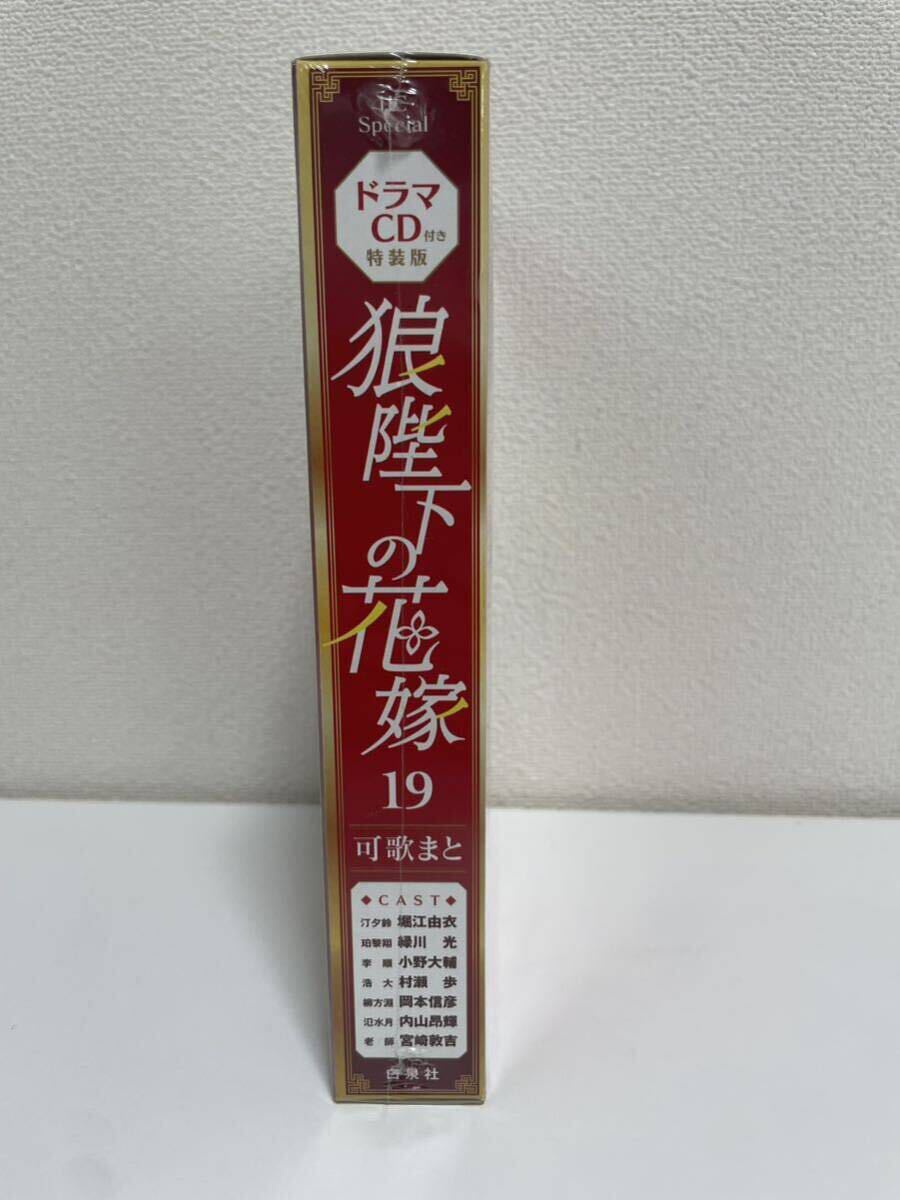 HC
Special
ドラマ
CD付き
特装版
狼陛下の花嫁
19
可歌まと
◆CAST◆
汀夕鈴 堀江由衣
珀黎翔 緑川 光
李 順 小野大輔
浩 大 村瀬 歩
柳方淵 岡本信彦
氾水月 内山昂輝
老 師 宮崎敦吉
白泉社